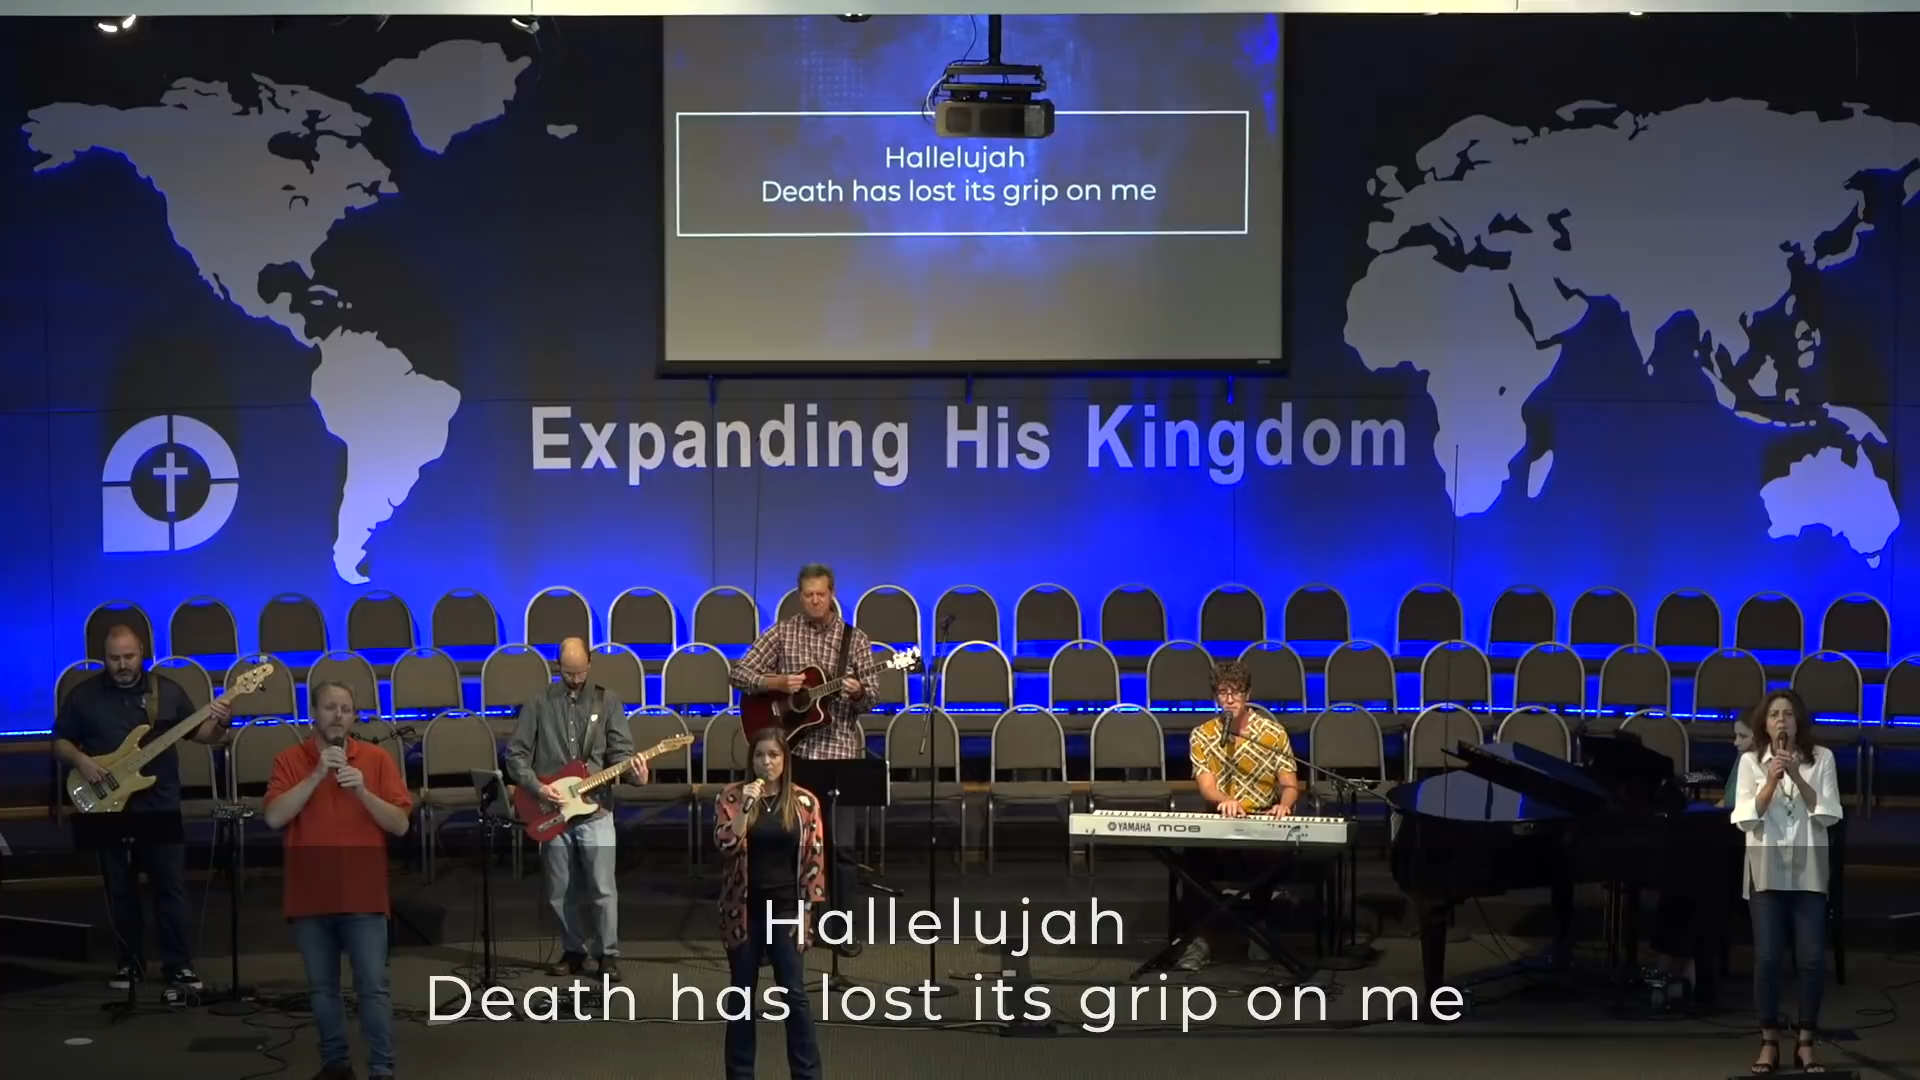 Hallelujah
Death has lost its grip on me
Expanding His Kingdom
YAMAHA MO8
Hallelujah
Death has lost its grip on me